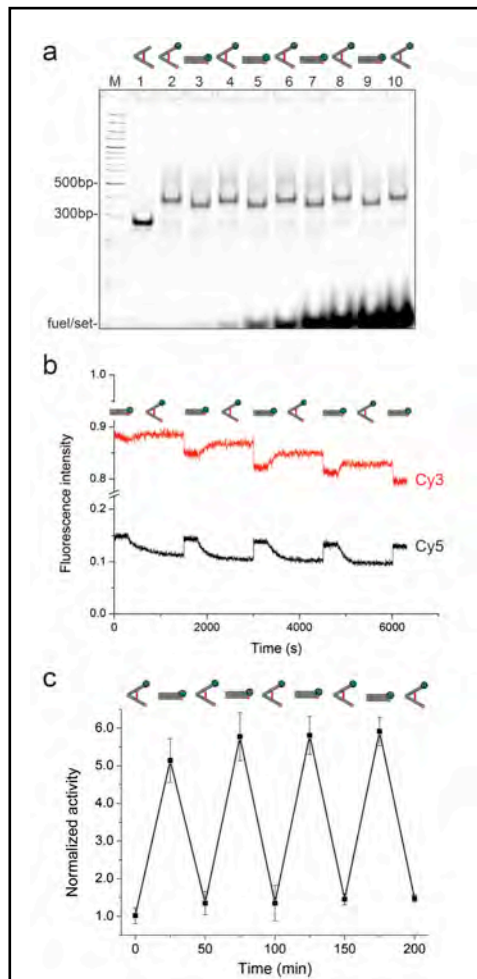 a
M 1 2 3 4 5 6 7 8 9 10
500bp-
300bp-
fuel/set-
b
1.0
0.9
0.8
0.2
0.1
0.0
Fluorescence intensity
Cy3
Cy5
0 2000 4000 6000
Time (s)
c
6.0
5.0
4.0
3.0
2.0
1.0
Normalized activity
0 50 100 150 200
Time (min)